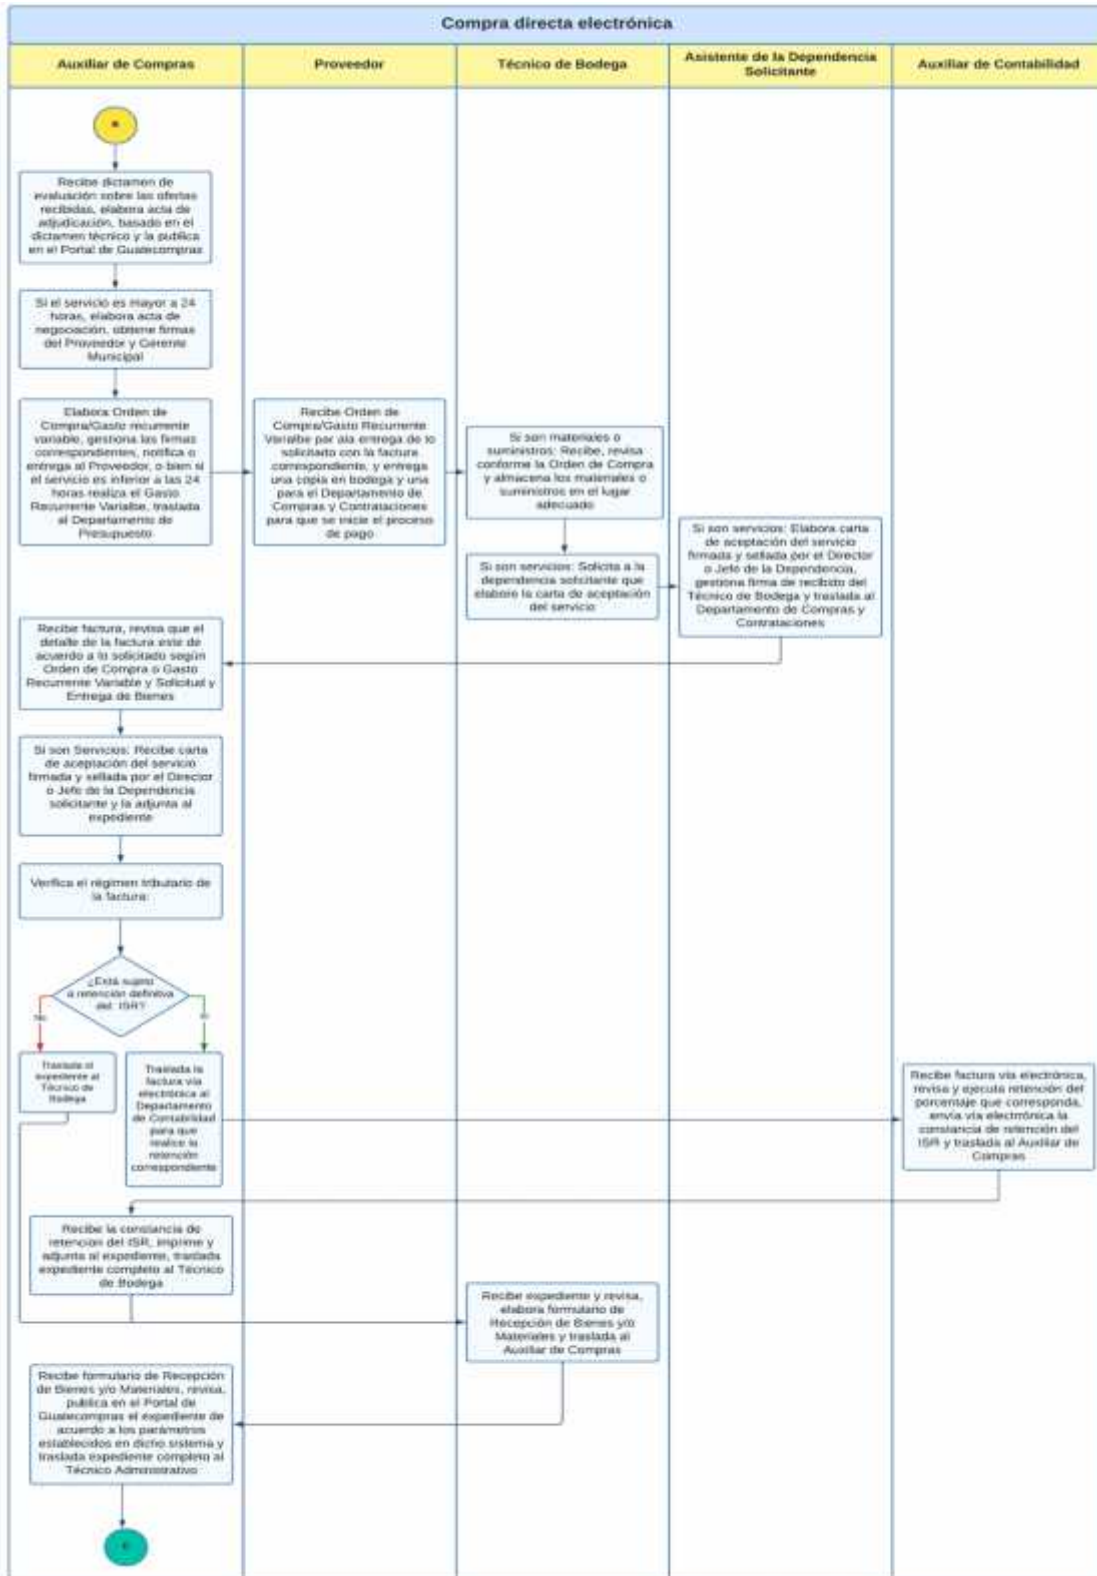 Compra directa electrónica
Auxiliar de Compras
Proveedor
Técnico de Bodega
Asistente de la Dependencia
Solicitante
Auxiliar de Contabilidad
Recibe dictamen de
evaluación sobre las ofertas
recibidas, elabora acta de
adjudicación, basado en el
dictamen técnico y la publica
en el Portal de Guatecompras
Si el servicio es mayor a 24
horas, elabora acta de
negociación, obtiene firmas
del Proveedor y Gerente
Municipal
Elabora Orden de
Compra/Gasto recurrente
variable, gestiona las firmas
correspondientes, notifica o
entrega al Proveedor, o bien si
el servicio es inferior a las 24
horas realiza el Gasto
Recurrente Varialbe, traslada
al Departamento de
Presupuesto
Recibe Orden de
Compra/Gasto Recurrente
Varialbe por ala entrega de lo
solicitado con la factura
correspondiente, y entrega
una copia en bodega y una
para el Departamento de
Compras y Contrataciones
para que se inicie el proceso
de pago
Si son materiales o
suministros: Recibe, revisa
conforme la Orden de Compra
y almacena los materiales o
suministros en el lugar
adecuado
Si son servicios: Solicita a la
dependencia solicitante que
elabore la carta de aceptación
del servicio
Si son servicios: Elabora carta
de aceptación del servicio
firmada y sellada por el Director
o Jefe de la Dependencia,
gestiona firma de recibido del
Técnico de Bodega y traslada al
Departamento de Compras y
Contrataciones
Recibe factura, revisa que el
detalle de la factura este de
acuerdo a lo solicitado según
Orden de Compra o Gasto
Recurrente Variable y Solicitud y
Entrega de Bienes
Si son Servicios: Recibe carta
de aceptación del servicio
firmada y sellada por el Director
o Jefe de la Dependencia
solicitante y la adjunta al
expediente
Verifica el régimen tributario de
la factura:
¿Está sujeto
a retención definitiva
del ISR?
No
Traslada el
expediente al
Técnico de
Bodega
Traslada la
factura vía
electrónica al
Departamento
de Contabilidad
para que
realice la
retención
correspondiente
Recibe factura vía electrónica,
revisa y ejecuta retención del
porcentaje que corresponda,
envía vía electrónica la
constancia de retención del
ISR y traslada al Auxiliar de
Compras
Recibe la constancia de
retencion del ISR, imprime y
adjunta al expediente, traslada
expediente completo al Técnico
de Bodega
Recibe expediente y revisa,
elabora formulario de
Recepción de Bienes y/o
Materiales y traslada al
Auxiliar de Compras
Recibe formulario de Recepción
de Bienes y/o Materiales, revisa,
publica en el Portal de
Guatecompras el expediente de
acuerdo a los parámetros
establecidos en dicho sistema y
traslada expediente completo al
Técnico Administrativo